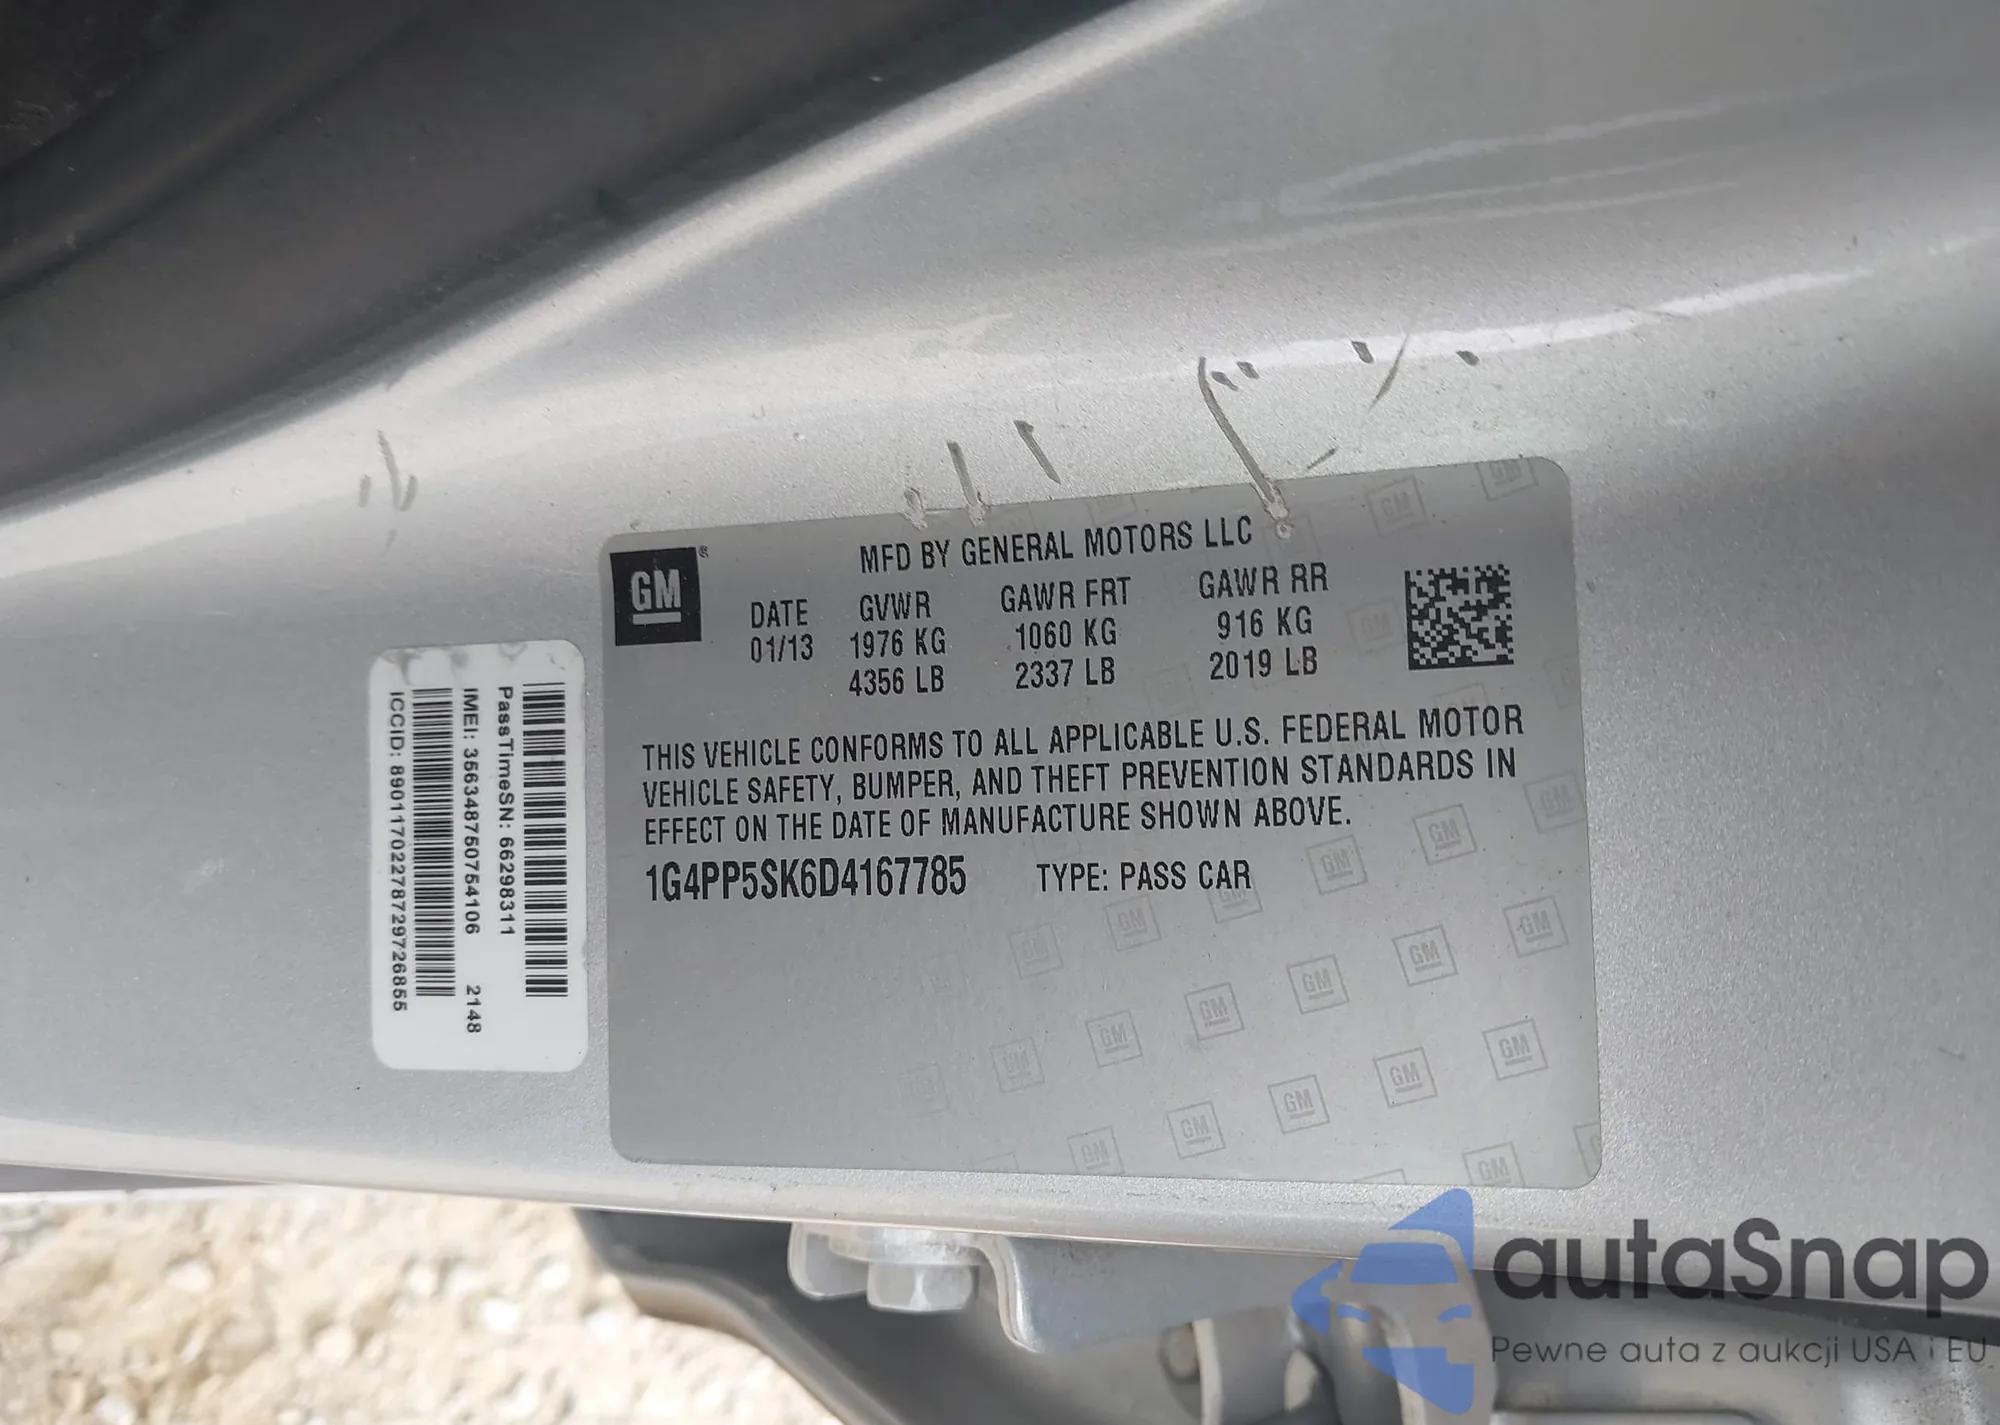 GM®
MFD BY GENERAL MOTORS LLC
DATE GVWR GAWR FRT GAWR RR
01/13 1976 KG 1060 KG 916 KG
4356 LB 2337 LB 2019 LB
THIS VEHICLE CONFORMS TO ALL APPLICABLE U.S. FEDERAL MOTOR
VEHICLE SAFETY, BUMPER, AND THEFT PREVENTION STANDARDS IN
EFFECT ON THE DATE OF MANUFACTURE SHOWN ABOVE.
1G4PP5SK6D4167785 TYPE: PASS CAR
PassTimeSN: 66298311
IMEI: 356348750754106 2148
ICCID: 89011702278729726855
autaSnap
Pewne auta z aukcji USA i EU